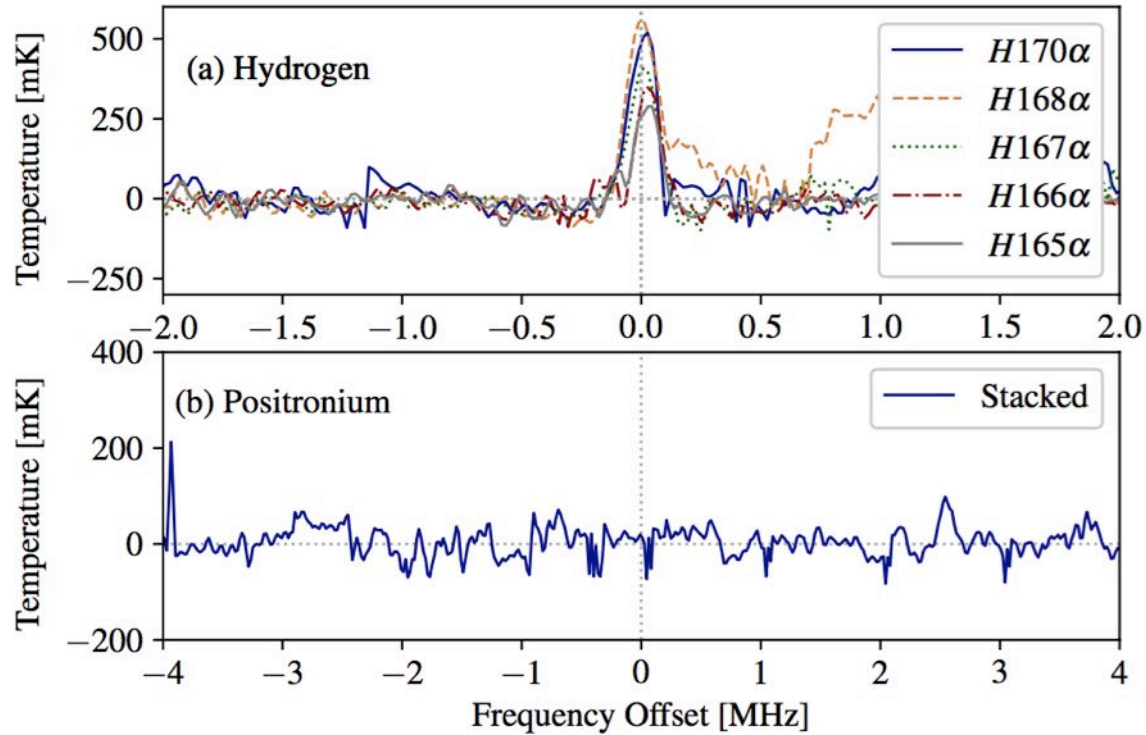 Temperature [mK]
500
250
0
−250
(a) Hydrogen
H170α
H168α
H167α
H166α
H165α
−2.0 −1.5 −1.0 −0.5 0.0 0.5 1.0 1.5 2.0
Temperature [mK]
400
200
0
−200
(b) Positronium
Stacked
−4 −3 −2 −1 0 1 2 3 4
Frequency Offset [MHz]